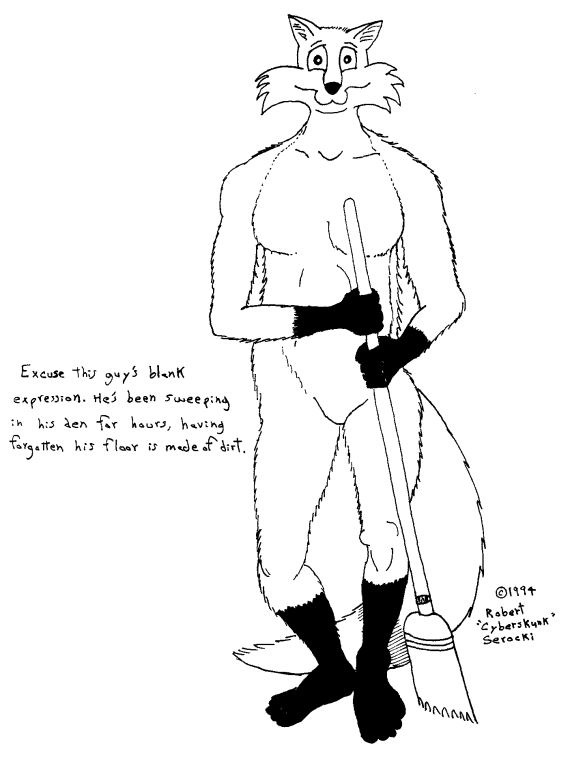 Excuse this guy's blank
expression. He's been sweeping
in his den for hours, having
forgotten his floor is made of dirt.
©1994
Robert
"Cyberskunk"
Serocki